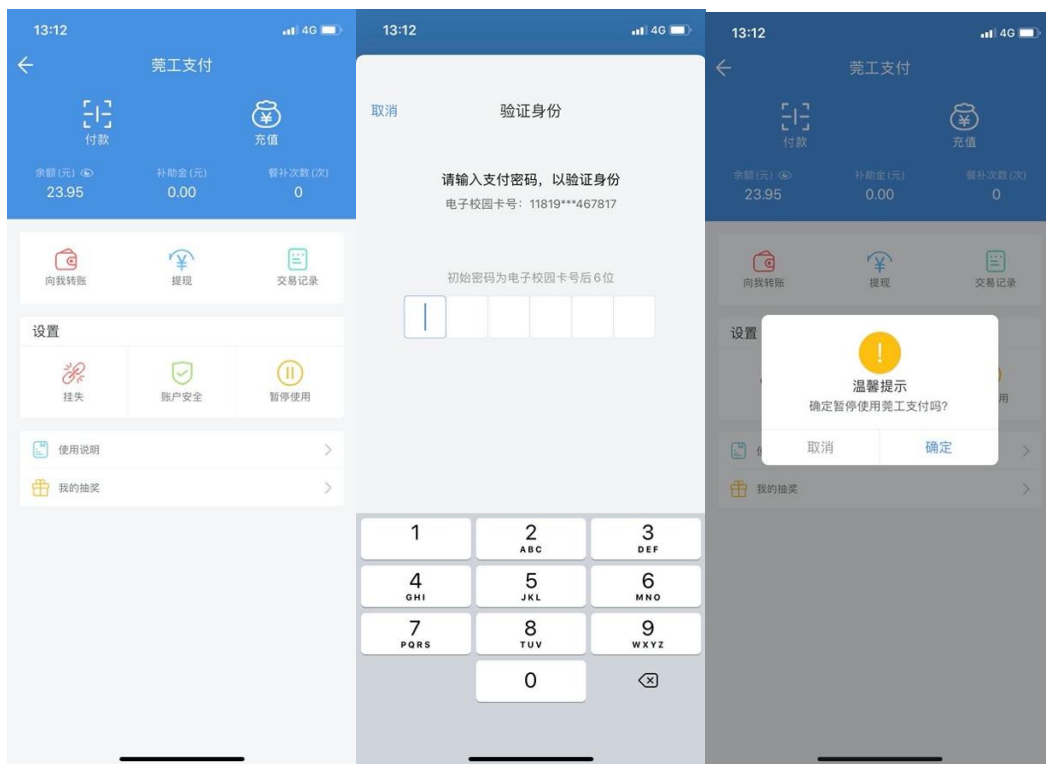 13:12
4G
莞工支付
付款
充值
余额(元)
补助金(元)
餐补次数(次)
23.95
0.00
0
向我转账
提现
交易记录
设置
挂失
账户安全
暂停使用
使用说明
我的抽奖
13:12
4G
取消
验证身份
请输入支付密码，以验证身份
电子校园卡号：11819***467817
初始密码为电子校园卡号后6位
1
2
ABC
3
DEF
4
GHI
5
JKL
6
MNO
7
PQRS
8
TUV
9
WXYZ
0
13:12
4G
莞工支付
付款
充值
余额(元)
补助金(元)
餐补次数(次)
23.95
0.00
0
向我转账
提现
交易记录
设置
用
温馨提示
确定暂停使用莞工支付吗?
取消
确定
我的抽奖